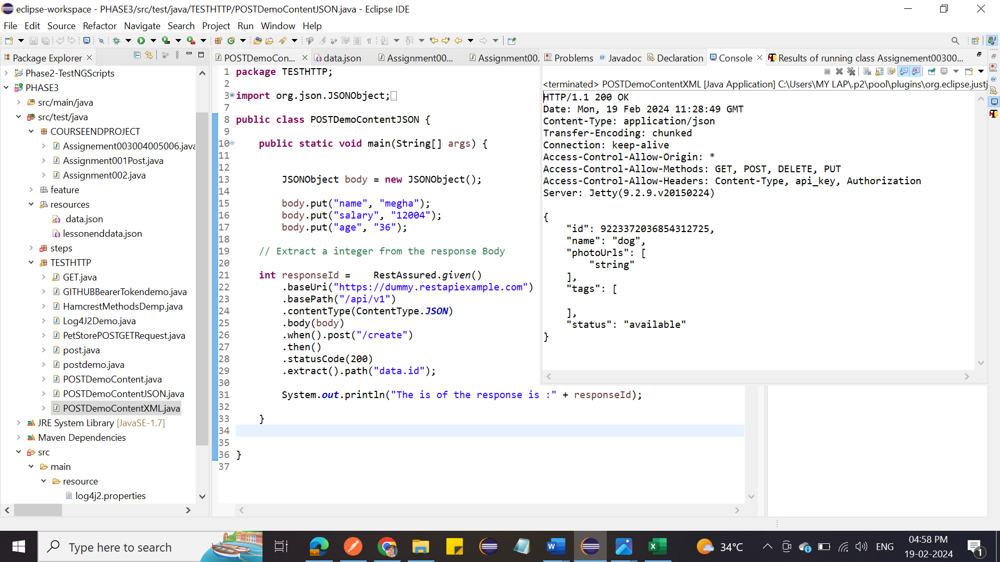 eclipse-workspace - PHASE3/src/test/java/TESTHTTP/POSTDemoContentJSON.java - Eclipse IDE
File Edit Source Refactor Navigate Search Project Run Window Help
Package Explorer
Phase2-TestNGScripts
PHASE3
src/main/java
src/test/java
COURSEENDPROJECT
Assignement003004005006.java
Assignment001Post.java
Assignment002.java
feature
resources
data.json
lessonenddata.json
steps
TESTHTTP
GET.java
GITHUBBearerTokendemo.java
HamcrestMethodsDemp.java
Log4J2Demo.java
PetStorePOSTGETRequest.java
post.java
postdemo.java
POSTDemoContent.java
POSTDemoContentJSON.java
POSTDemoContentXML.java
JRE System Library [JavaSE-1.7]
Maven Dependencies
src
main
resource
log4j2.properties
POSTDemoCon... data.json Assignment00... Assignment00.
1 package TESTHTTP;
2
3 import org.json.JSONObject;
7
8 public class POSTDemoContentJSON {
9
10 public static void main(String[] args) {
11
12
13 JSONObject body = new JSONObject();
14
15 body.put("name", "megha");
16 body.put("salary", "12004");
17 body.put("age", "36");
18
19 // Extract a integer from the response Body
20
21 int responseId = RestAssured.given()
22 .baseUri("https://dummy.restapiexample.com")
23 .basePath("/api/v1")
24 .contentType(ContentType.JSON)
25 .body(body)
26 .when().post("/create")
27 .then()
28 .statusCode(200)
29 .extract().path("data.id");
30
31 System.out.println("The is of the response is :" + responseId);
32
33 }
34
35
36 }
37
Problems Javadoc Declaration Console Results of running class Assignement00300...
<terminated> POSTDemoContentXML [Java Application] C:\Users\MY LAP\.p2\pool\plugins\org.eclipse.justj
HTTP/1.1 200 OK
Date: Mon, 19 Feb 2024 11:28:49 GMT
Content-Type: application/json
Transfer-Encoding: chunked
Connection: keep-alive
Access-Control-Allow-Origin: *
Access-Control-Allow-Methods: GET, POST, DELETE, PUT
Access-Control-Allow-Headers: Content-Type, api_key, Authorization
Server: Jetty(9.2.9.v20150224)
{
"id": 9223372036854312725,
"name": "dog",
"photoUrls": [
"string"
],
"tags": [
],
"status": "available"
}
Type here to search
34°C
ENG
04:58 PM
19-02-2024
1